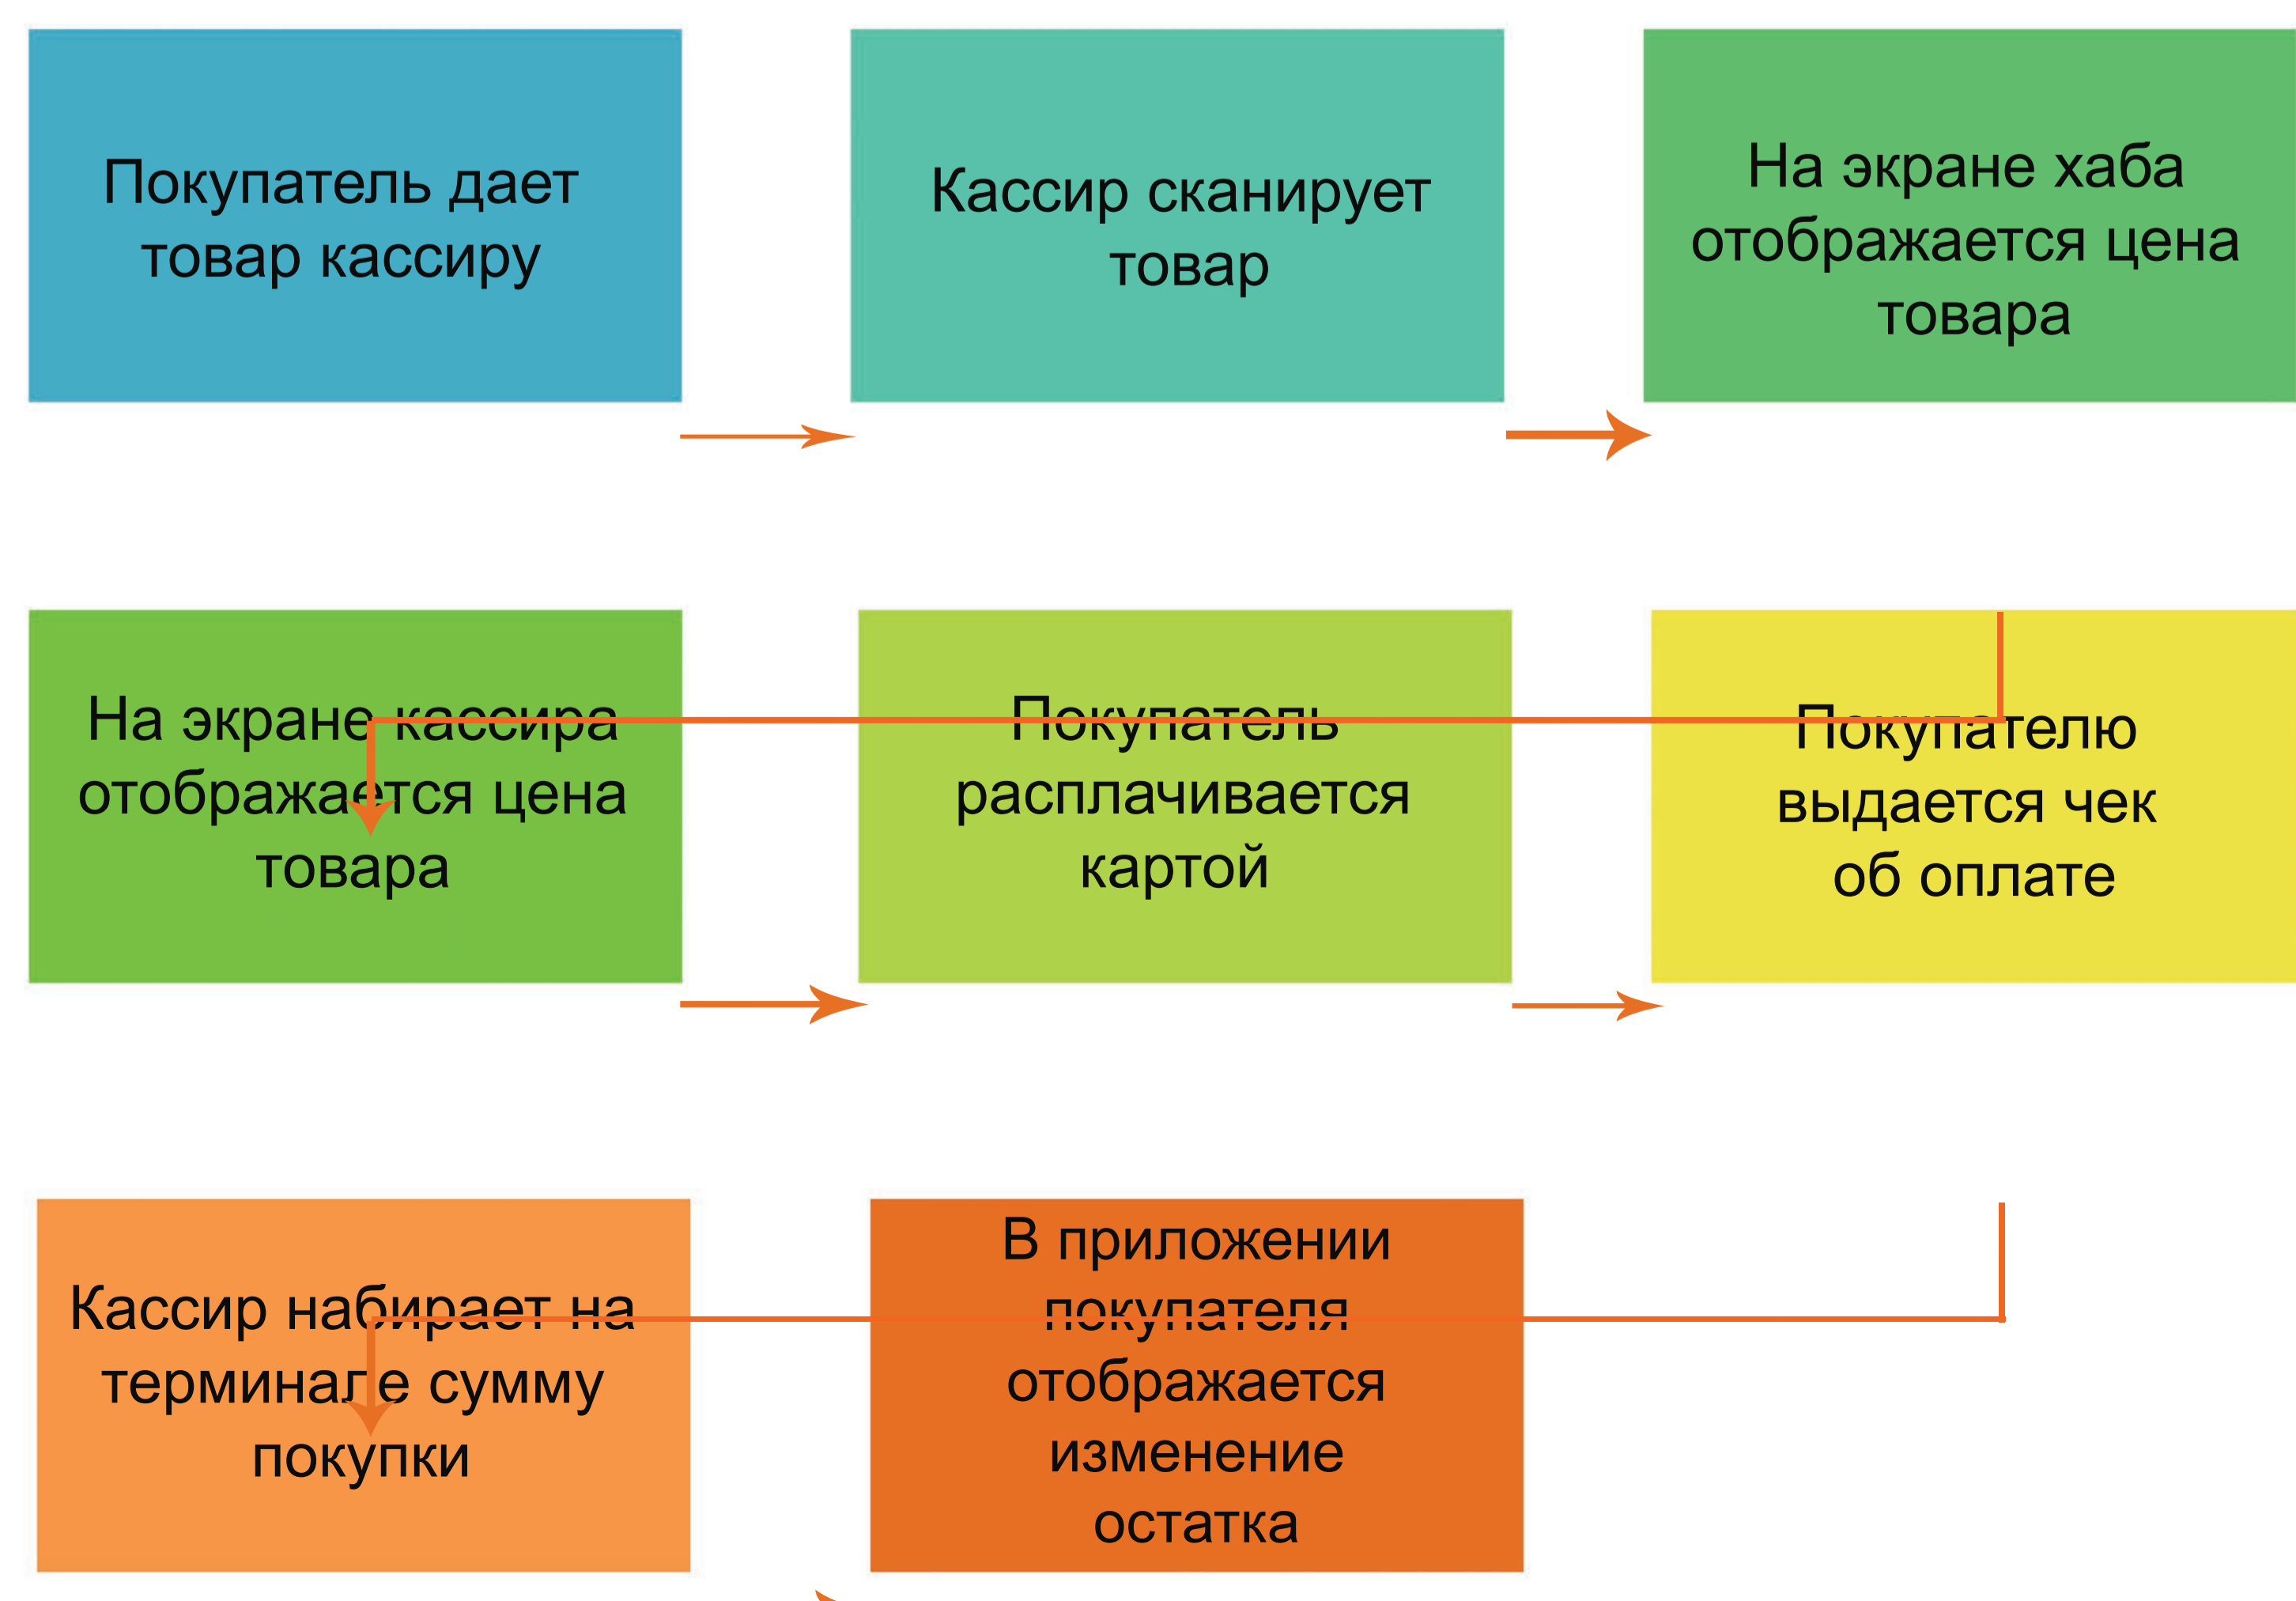 Покупатель дает
товар кассиру
Кассир сканирует
товар
На экране хаба
отображается цена
товара
На экране кассира
отображается цена
товара
Покупатель
расплачивается
картой
Покупателю
выдается чек
об оплате
Кассир набирает на
терминале сумму
покупки
В приложении
покупателя
отображается
изменение
остатка